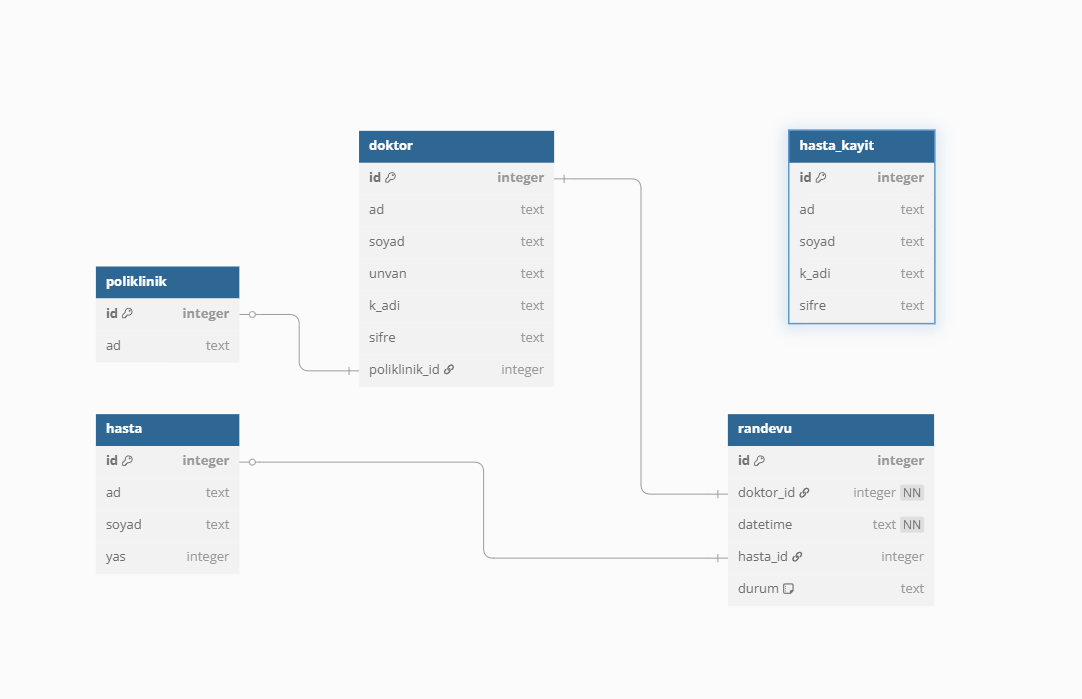 doktor
id integer
ad text
soyad text
unvan text
k_adi text
sifre text
poliklinik_id integer
hasta_kayit
id integer
ad text
soyad text
k_adi text
sifre text
poliklinik
id integer
ad text
hasta
id integer
ad text
soyad text
yas integer
randevu
id integer
doktor_id integer NN
datetime text NN
hasta_id integer
durum text